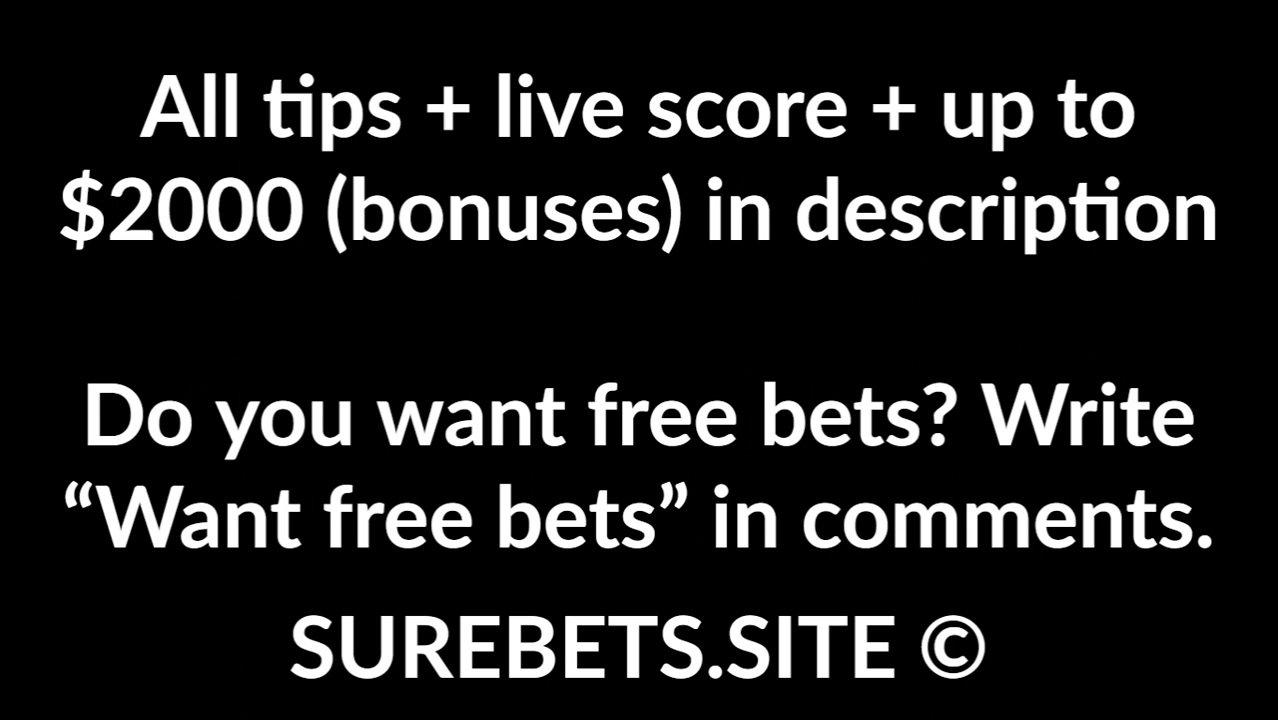 All tips + live score + up to
$2000 (bonuses) in description
Do you want free bets? Write
“Want free bets” in comments.
SUREBETS.SITE ©